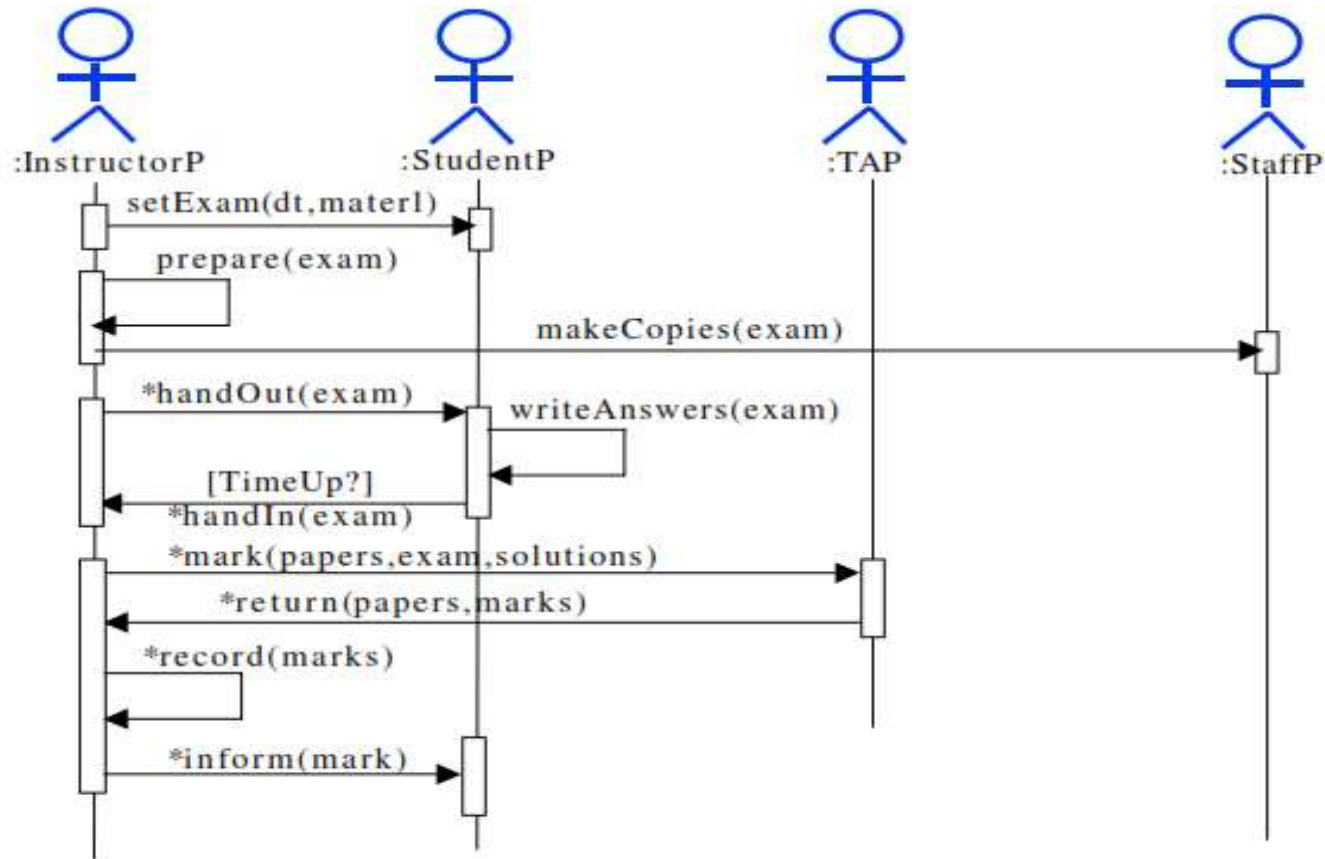 :InstructorP
:StudentP
:TAP
:StaffP
setExam(dt,materl)
prepare(exam)
makeCopies(exam)
*handOut(exam)
writeAnswers(exam)
[TimeUp?]
*handIn(exam)
*mark(papers,exam,solutions)
*return(papers,marks)
*record(marks)
*inform(mark)